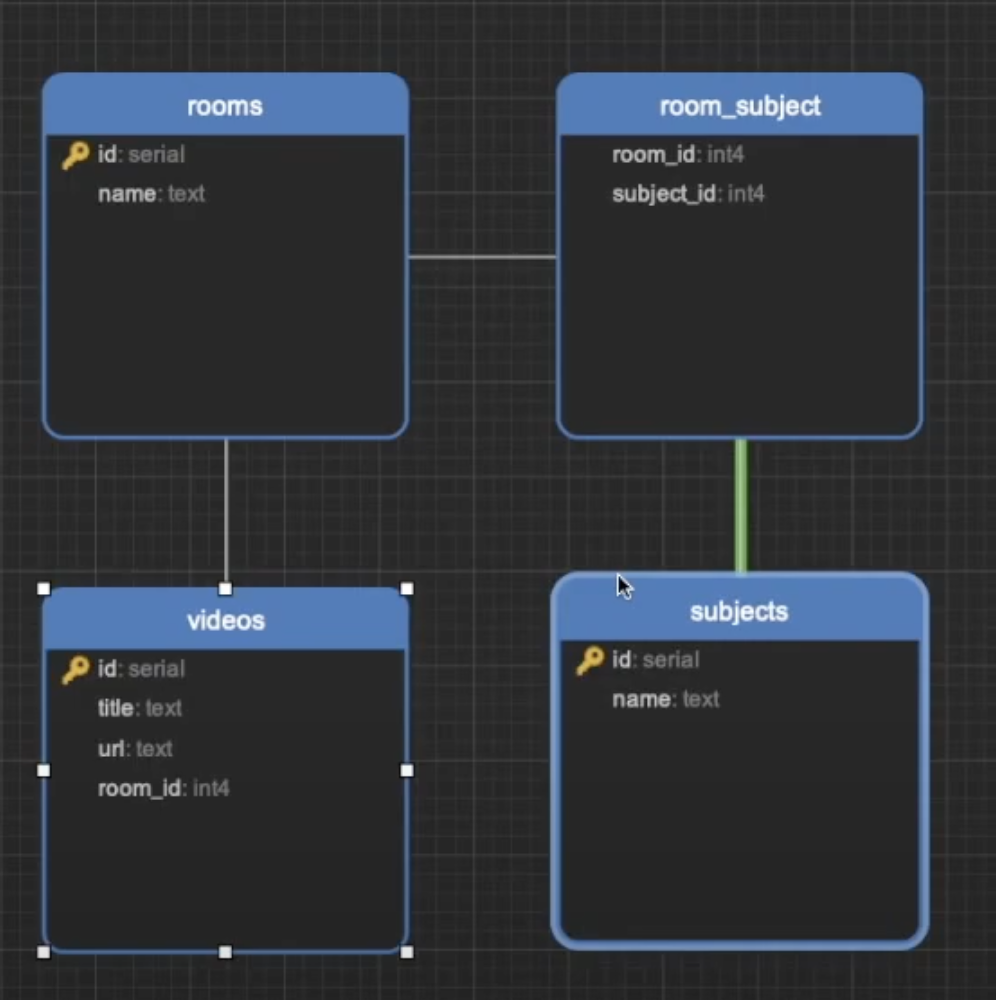 rooms
id: serial
name: text
room_subject
room_id: int4
subject_id: int4
videos
id: serial
title: text
url: text
room_id: int4
subjects
id: serial
name: text